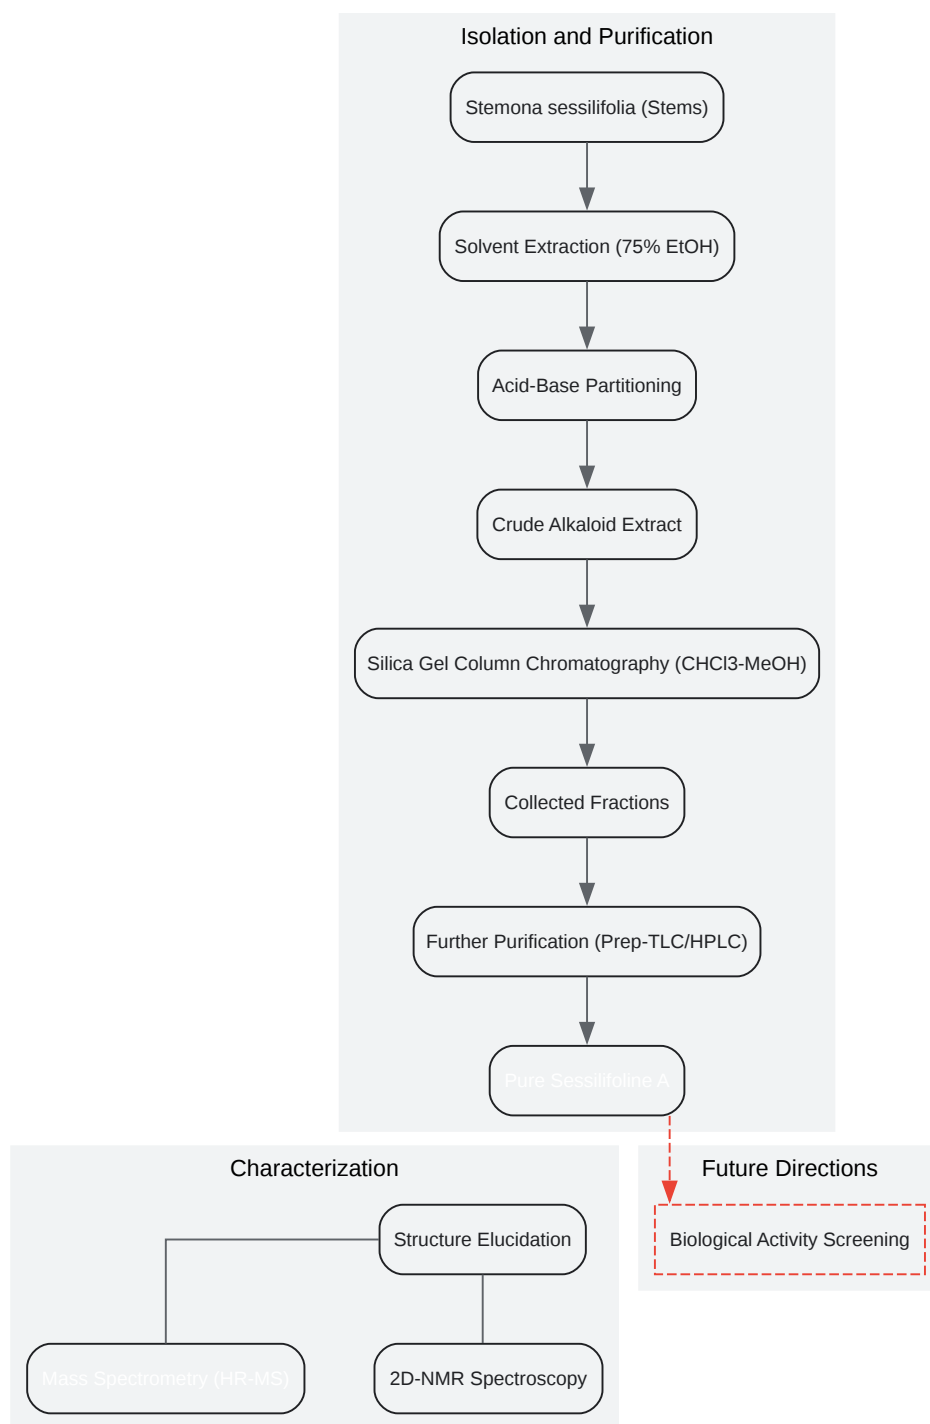 Isolation and Purification
Stemona sessilifolia (Stems)
Solvent Extraction (75% EtOH)
Acid-Base Partitioning
Crude Alkaloid Extract
Silica Gel Column Chromatography (CHCl3-MeOH)
Collected Fractions
Further Purification (Prep-TLC/HPLC)
Pure Sessilifoline A
Characterization
Structure Elucidation
Mass Spectrometry (HR-MS)
2D-NMR Spectroscopy
Future Directions
Biological Activity Screening